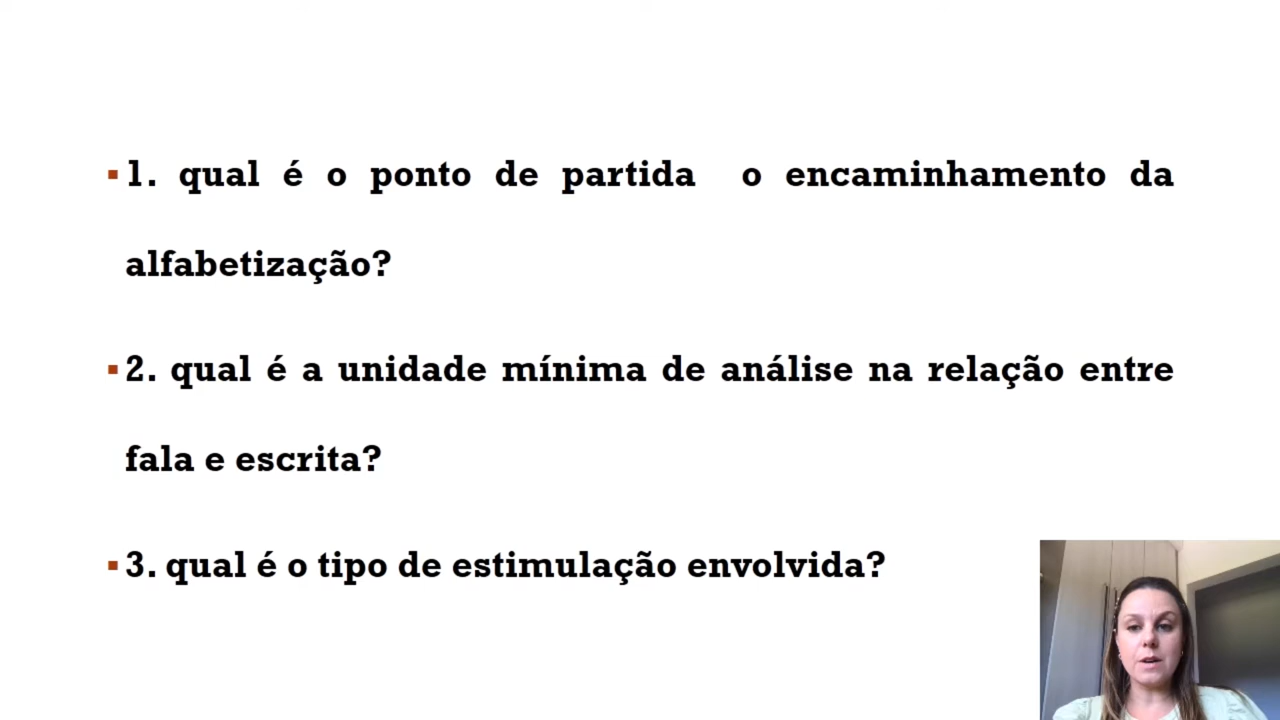 1. qual é o ponto de partida o encaminhamento da
alfabetização?
2. qual é a unidade mínima de análise na relação entre
fala e escrita?
3. qual é o tipo de estimulação envolvida?